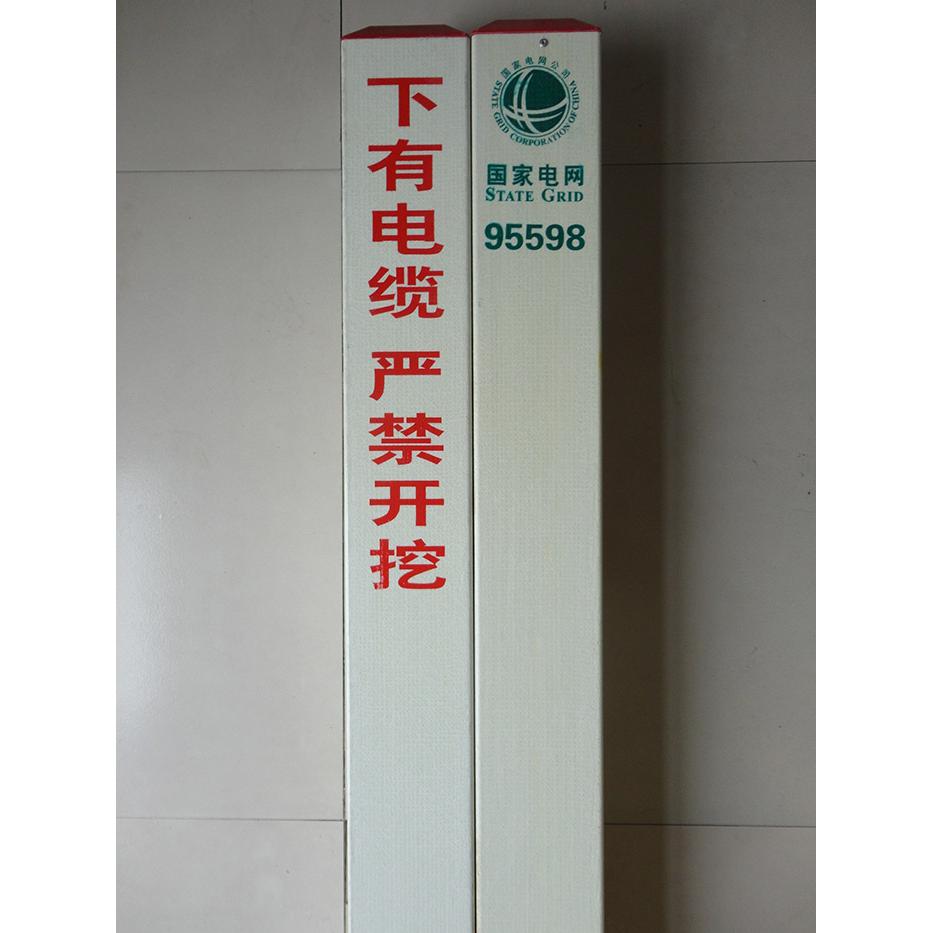 下有电缆 严禁开挖
国家电网公司
STATE GRID CORPORATION OF CHINA
国家电网
STATE GRID
95598